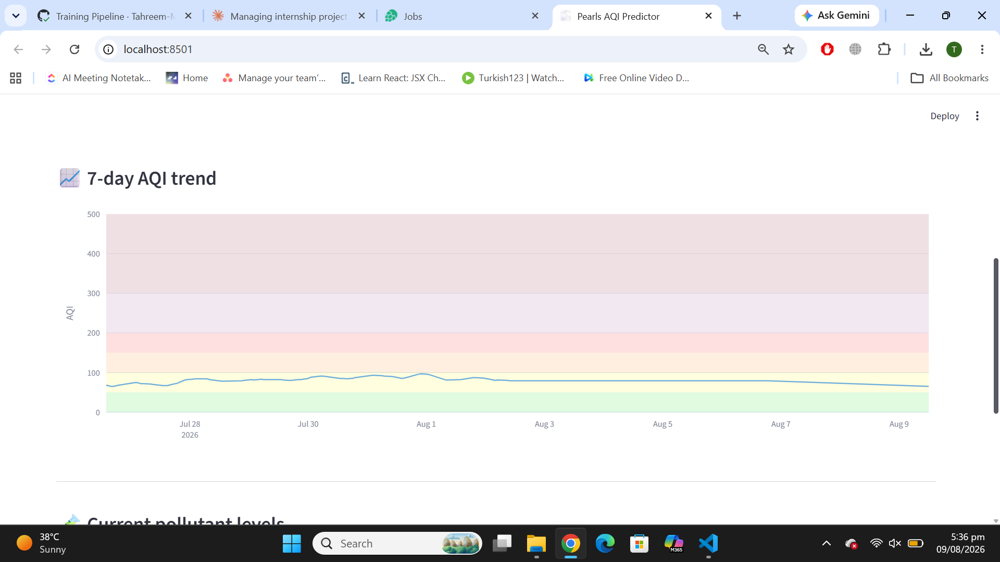 Training Pipeline · Tahreem-M
Managing internship project
Jobs
Pearls AQI Predictor
Ask Gemini
localhost:8501
T
AI Meeting Notetak...
Home
Manage your team’...
Learn React: JSX Ch...
Turkish123 | Watch...
Free Online Video D...
All Bookmarks
Deploy
7-day AQI trend
500
400
300
200
100
0
AQI
Jul 28
2026
Jul 30
Aug 1
Aug 3
Aug 5
Aug 7
Aug 9
Current pollutant levels
38°C
Sunny
Search
M365
5:36 pm
09/08/2026